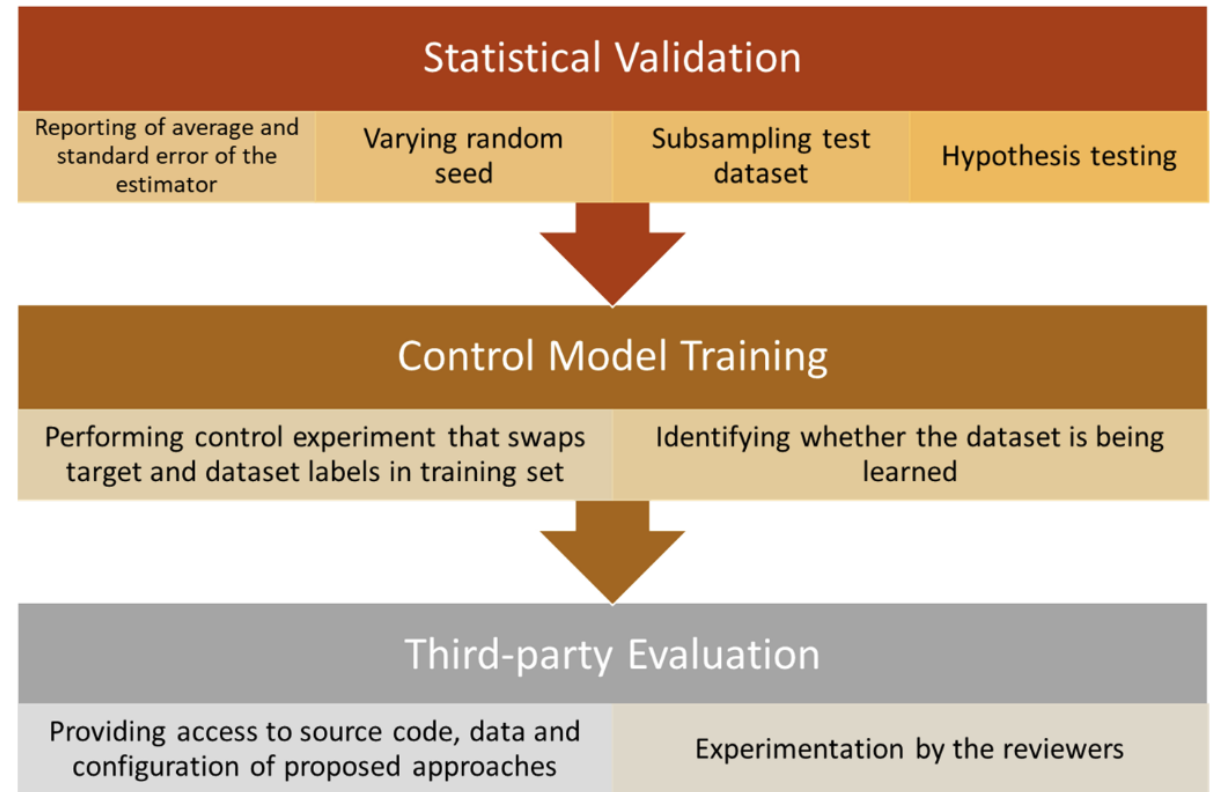 Statistical Validation
Reporting of average and
standard error of the
estimator
Varying random
seed
Subsampling test
dataset
Hypothesis testing
Control Model Training
Performing control experiment that swaps
target and dataset labels in training set
Identifying whether the dataset is being
learned
Third-party Evaluation
Providing access to source code, data and
configuration of proposed approaches
Experimentation by the reviewers